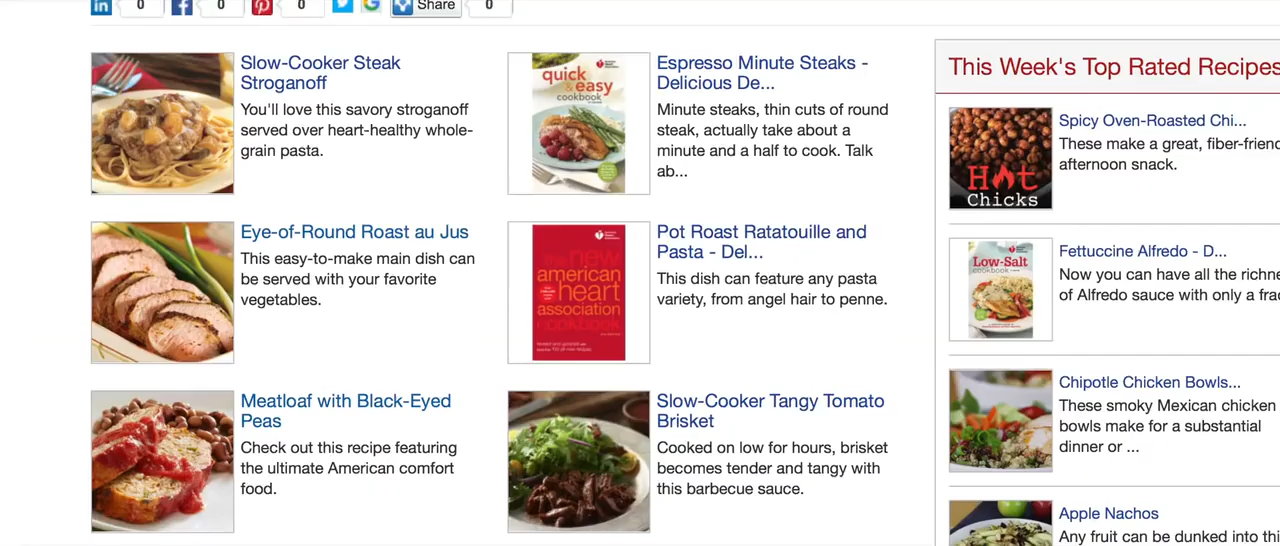 0
0
0
Share
0
Slow-Cooker Steak
Stroganoff
You'll love this savory stroganoff
served over heart-healthy whole-
grain pasta.
quick
& easy
cookbook
Espresso Minute Steaks -
Delicious De...
Minute steaks, thin cuts of round
steak, actually take about a
minute and a half to cook. Talk
ab...
Eye-of-Round Roast au Jus
This easy-to-make main dish can
be served with your favorite
vegetables.
the new
american
heart
association
cookbook
Pot Roast Ratatouille and
Pasta - Del...
This dish can feature any pasta
variety, from angel hair to penne.
Meatloaf with Black-Eyed
Peas
Check out this recipe featuring
the ultimate American comfort
food.
Slow-Cooker Tangy Tomato
Brisket
Cooked on low for hours, brisket
becomes tender and tangy with
this barbecue sauce.
This Week's Top Rated Recipes
Hot
Chicks
Spicy Oven-Roasted Chi...
These make a great, fiber-friend
afternoon snack.
Low-Salt
cookbook
Fettuccine Alfredo - D...
Now you can have all the richne
of Alfredo sauce with only a frac
Chipotle Chicken Bowls...
These smoky Mexican chicken
bowls make for a substantial
dinner or ...
Apple Nachos
Any fruit can be dunked into thi